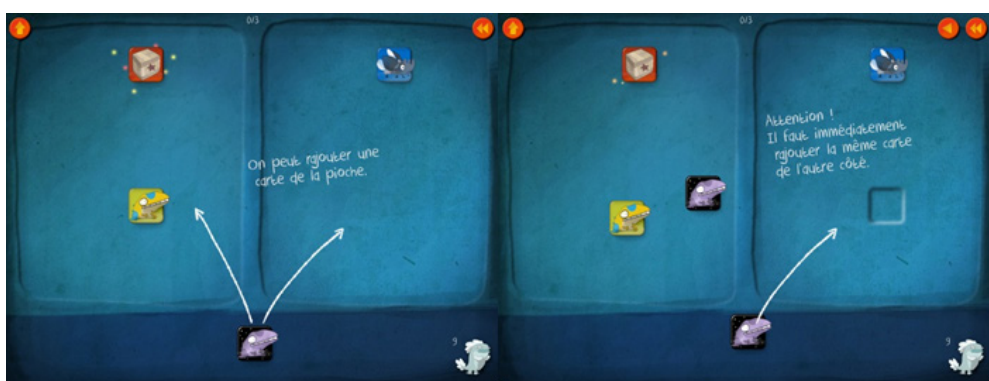 0/3
On peut rajouter une
carte de la pioche.
9
0/3
Attention !
Il faut immédiatement
rajouter la même carte
de l'autre côté.
9